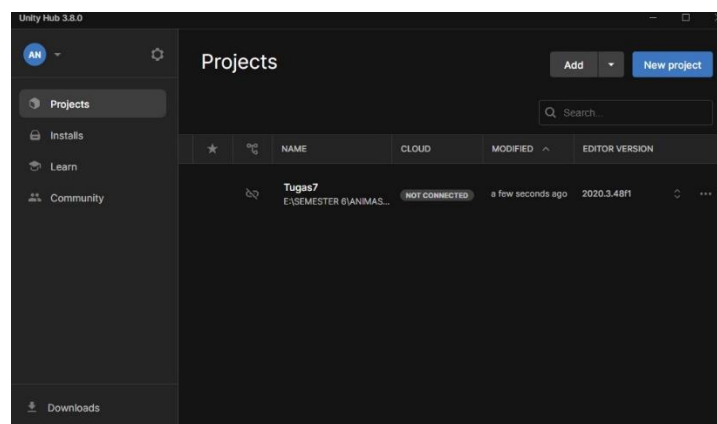 Unity Hub 3.8.0
AN
Projects
Installs
Learn
Community
Downloads
Projects
Add
New project
Search...
NAME CLOUD MODIFIED EDITOR VERSION
Tugas7 NOT CONNECTED a few seconds ago 2020.3.48f1
E:\SEMESTER 6\ANIMAS...